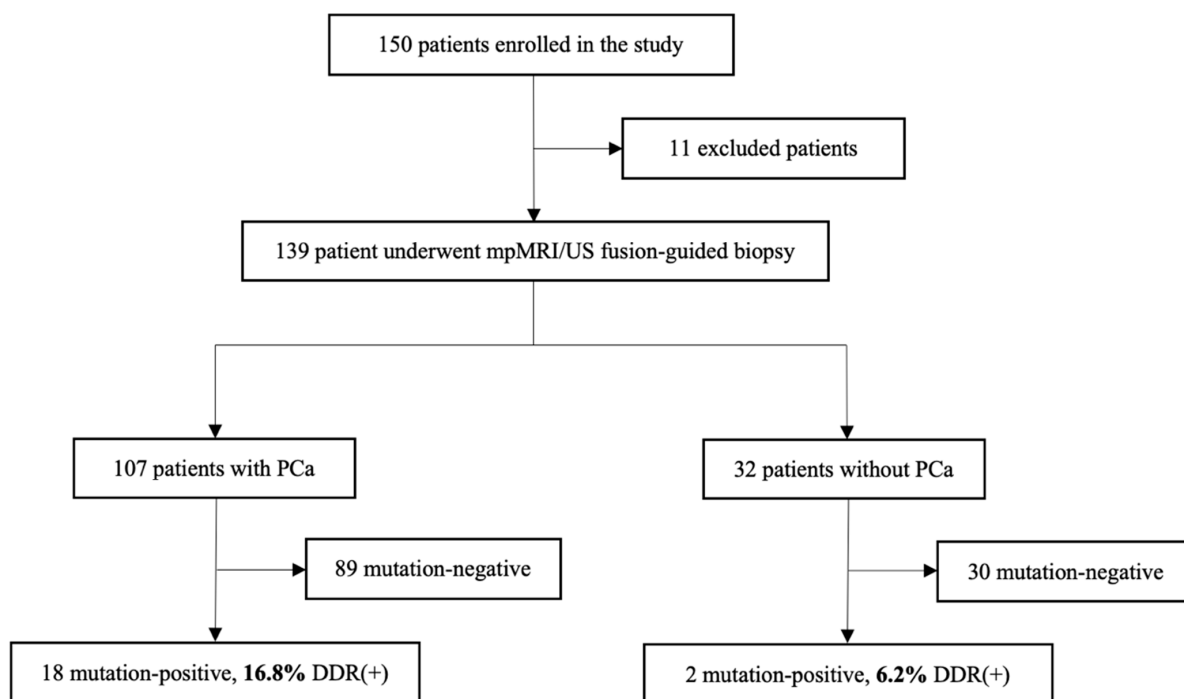 150 patients enrolled in the study
11 excluded patients
139 patient underwent mpMRI/US fusion-guided biopsy
107 patients with PCa
32 patients without PCa
89 mutation-negative
30 mutation-negative
18 mutation-positive, 16.8% DDR(+)
2 mutation-positive, 6.2% DDR(+)